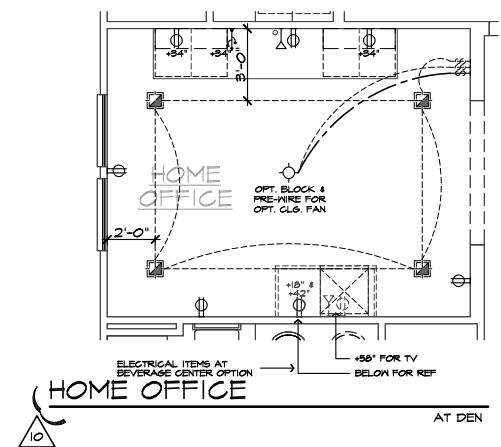 +34"
+34"
+34"
3'-0"
$$$
HOME
OFFICE
OPT. BLOCK &
PRE-WIRE FOR
OPT. CLG. FAN
2'-0"
+18" &
+42"
+58" FOR TV
ELECTRICAL ITEMS AT
BEVERAGE CENTER OPTION
BELOW FOR REF
HOME OFFICE
AT DEN
10